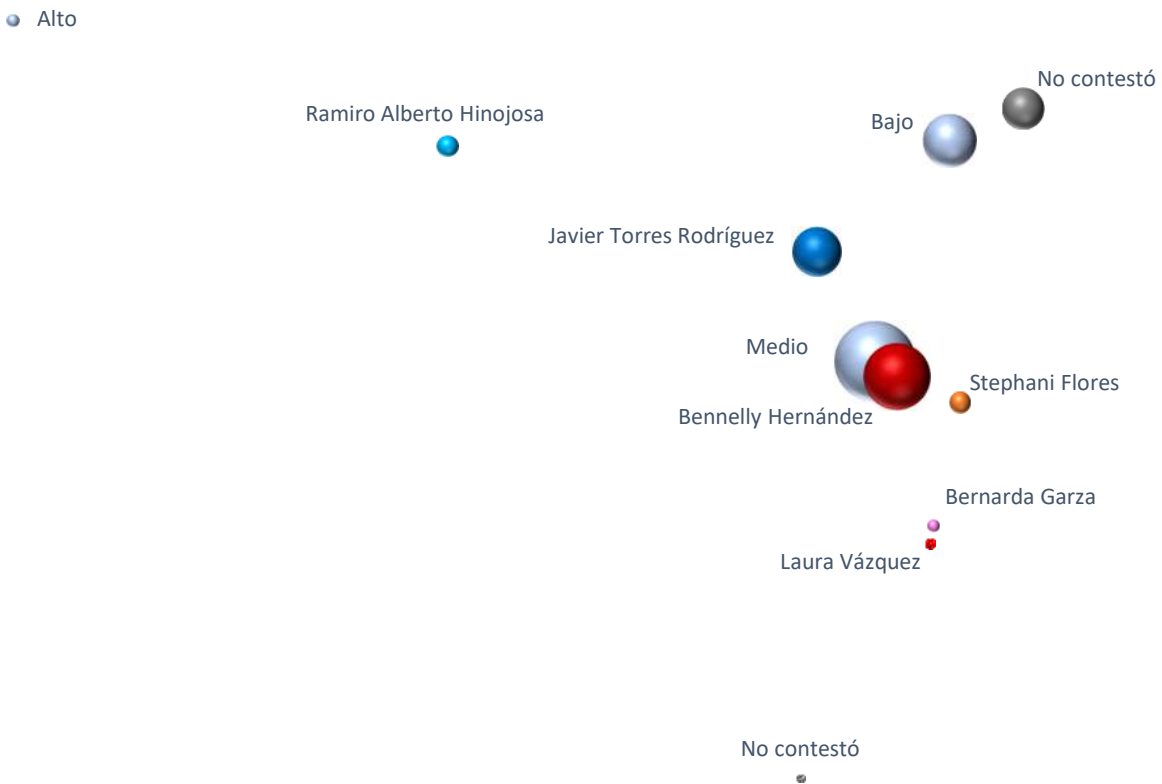 Alto
No contestó
Ramiro Alberto Hinojosa
Bajo
Javier Torres Rodríguez
Medio
Stephani Flores
Bennelly Hernández
Bernarda Garza
Laura Vázquez
No contestó